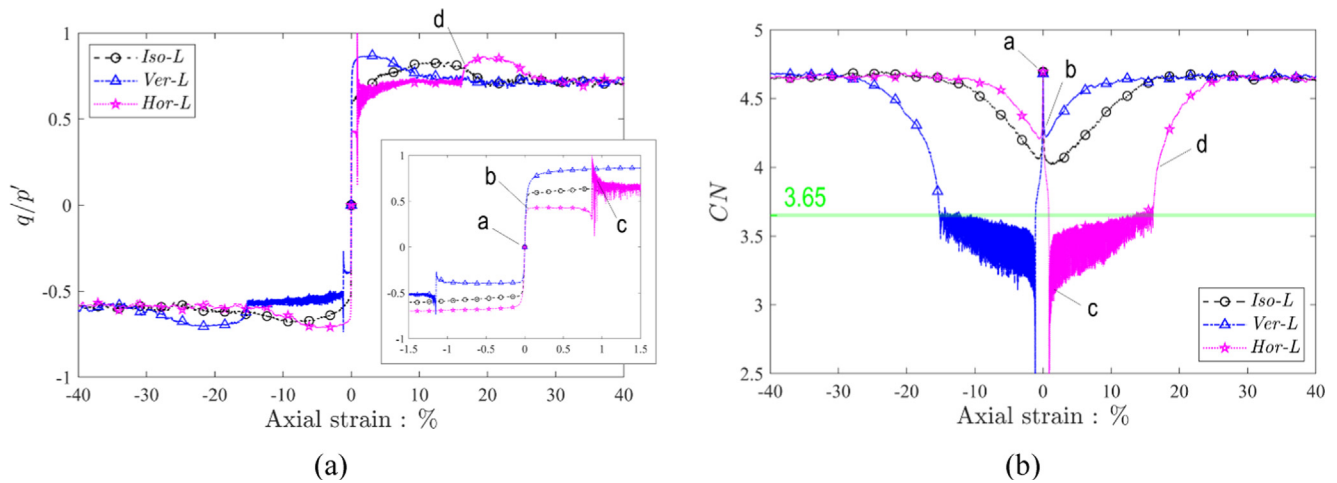 1
0.5
0
-0.5
-1
q/p′
Iso-L
Ver-L
Hor-L
d
1
0.5
0
-0.5
-1
b
a
c
-1.5 -1 -0.5 0 0.5 1 1.5
-40 -30 -20 -10 0 10 20 30 40
Axial strain : %
(a)
5
4.5
4
3.5
3
2.5
CN
a
b
d
3.65
c
Iso-L
Ver-L
Hor-L
-40 -30 -20 -10 0 10 20 30 40
Axial strain : %
(b)